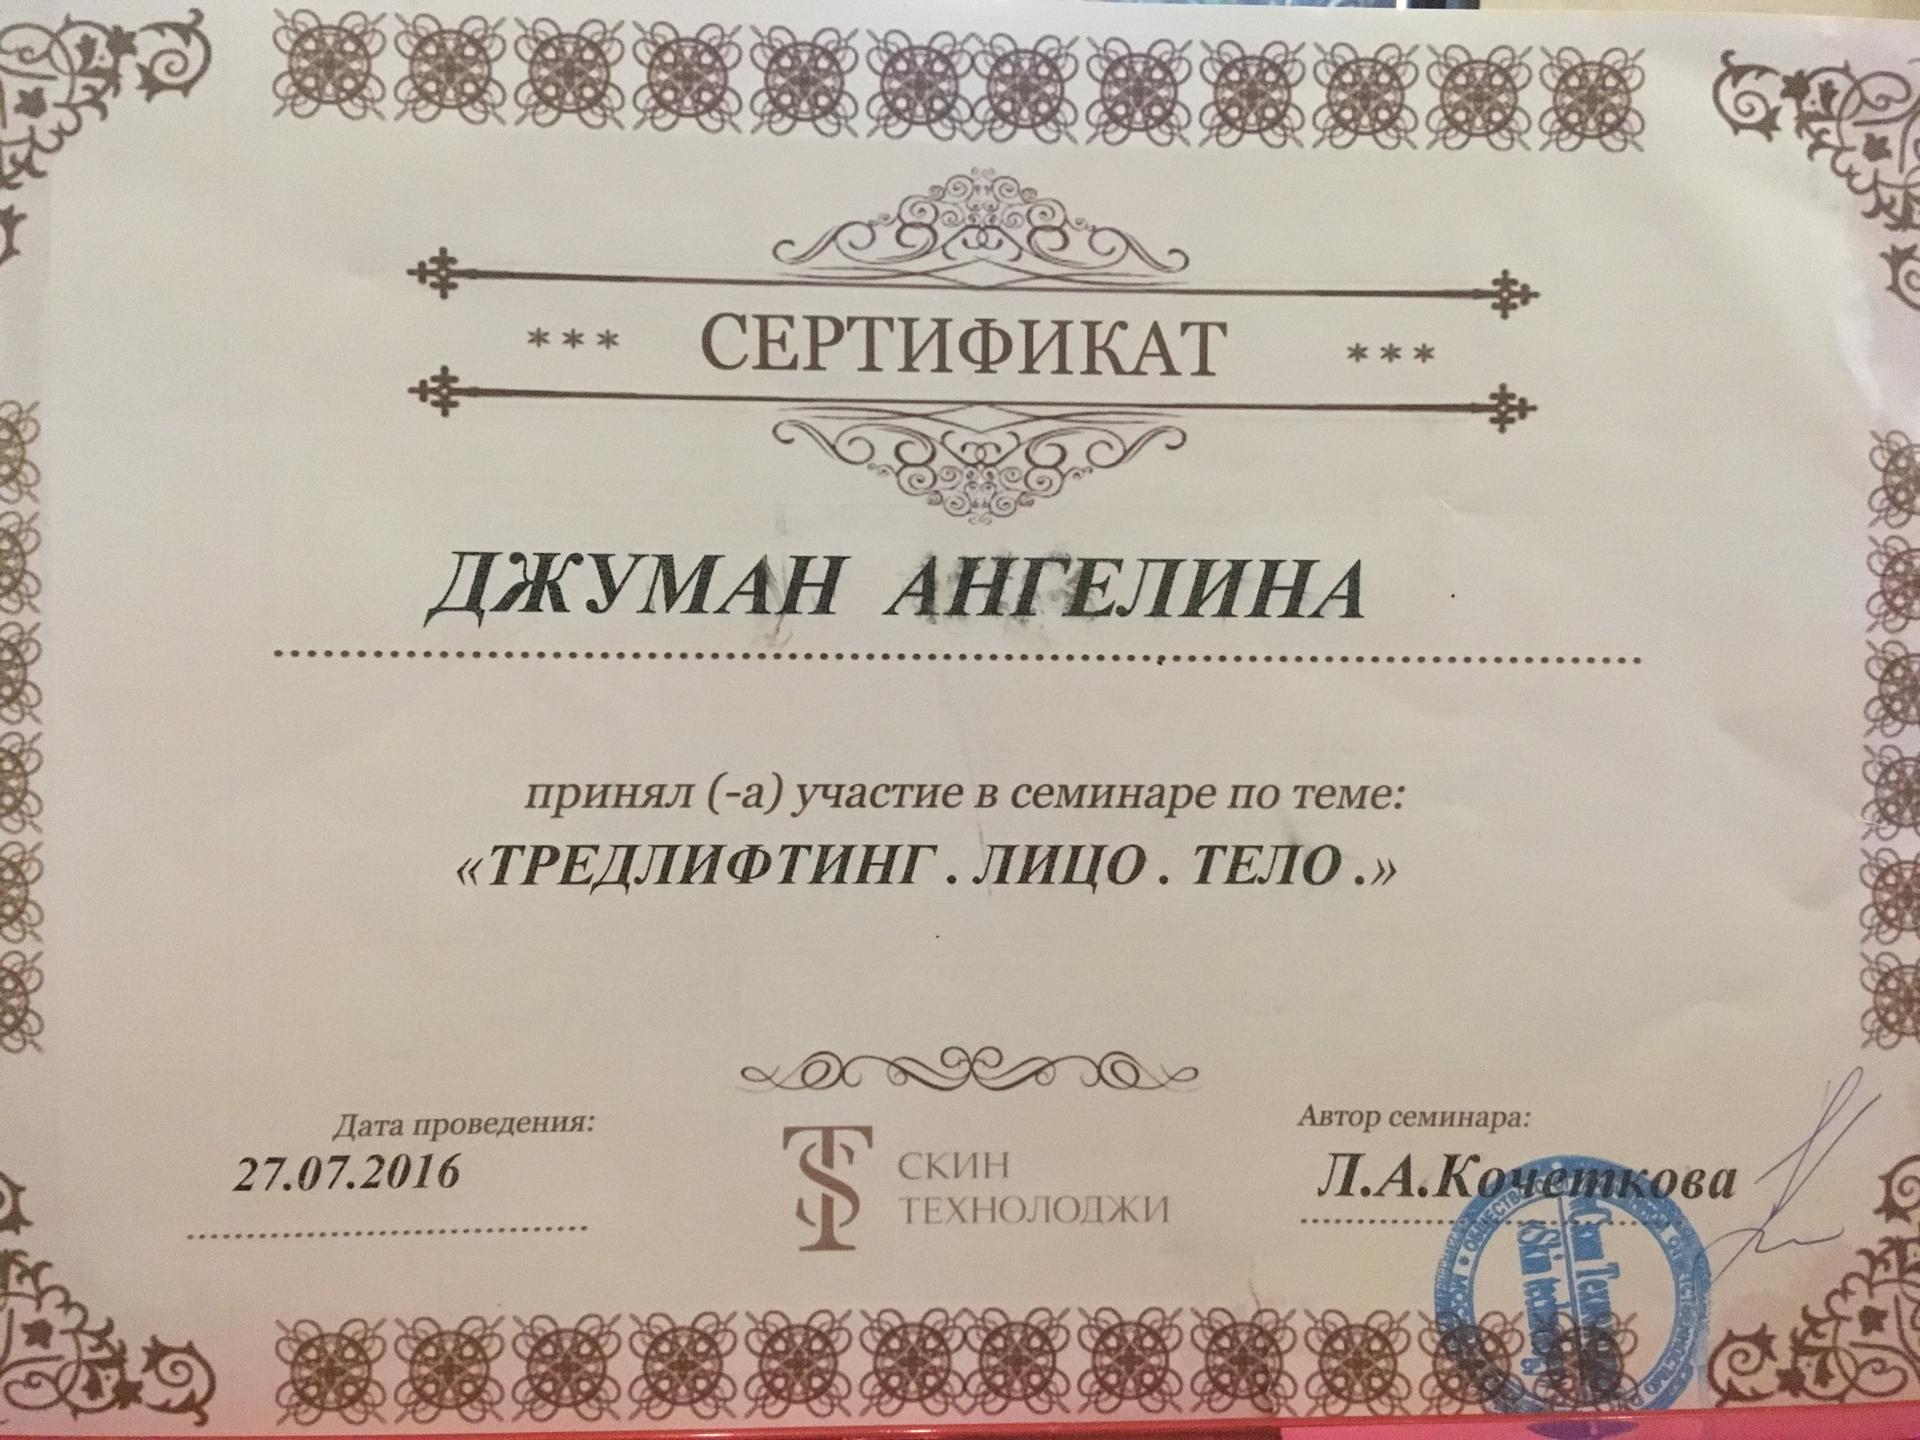 *** СЕРТИФИКАТ ***
ДЖУМАН АНГЕЛИНА
принял (-а) участие в семинаре по теме:
«ТРЕДЛИФТИНГ . ЛИЦО . ТЕЛО .»
Дата проведения:
27.07.2016
TS
СКИН
ТЕХНОЛОДЖИ
Автор семинара:
Л.А.Кочеткова